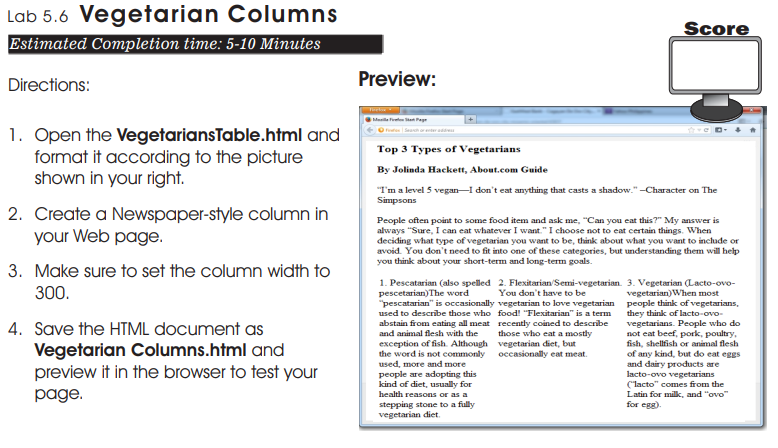 Lab 5.6 Vegetarian Columns
Estimated Completion time: 5-10 Minutes
Score
Directions:
1. Open the VegetariansTable.html and
format it according to the picture
shown in your right.
2. Create a Newspaper-style column in
your Web page.
3. Make sure to set the column width to
300.
4. Save the HTML document as
Vegetarian Columns.html and
preview it in the browser to test your
page.
Preview:
Mozilla Firefox Start Page
Firefox Search or enter address
Top 3 Types of Vegetarians
By Jolinda Hackett, About.com Guide
"I'm a level 5 vegan—I don't eat anything that casts a shadow." –Character on The
Simpsons
People often point to some food item and ask me, "Can you eat this?" My answer is
always "Sure, I can eat whatever I want." I choose not to eat certain things. When
deciding what type of vegetarian you want to be, think about what you want to include or
avoid. You don't need to fit into one of these categories, but understanding them will help
you think about your short-term and long-term goals.
1. Pescatarian (also spelled
pescetarian)The word
"pescatarian" is occasionally
used to describe those who
abstain from eating all meat
and animal flesh with the
exception of fish. Although
the word is not commonly
used, more and more
people are adopting this
kind of diet, usually for
health reasons or as a
stepping stone to a fully
vegetarian diet.
2. Flexitarian/Semi-vegetarian.
You don't have to be
vegetarian to love vegetarian
food! "Flexitarian" is a term
recently coined to describe
those who eat a mostly
vegetarian diet, but
occasionally eat meat.
3. Vegetarian (Lacto-ovo-
vegetarian)When most
people think of vegetarians,
they think of lacto-ovo-
vegetarians. People who do
not eat beef, pork, poultry,
fish, shellfish or animal flesh
of any kind, but do eat eggs
and dairy products are
lacto-ovo vegetarians
("lacto" comes from the
Latin for milk, and "ovo"
for egg).